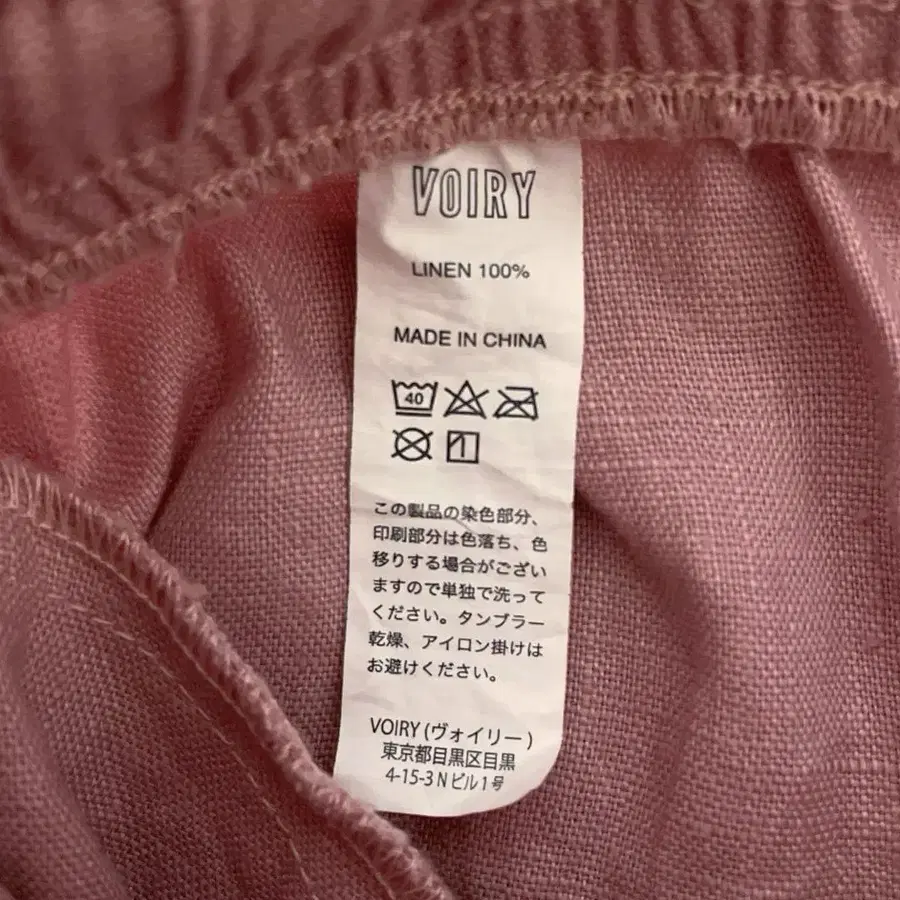 VOIRY
LINEN 100%
MADE IN CHINA
40
この製品の染色部分、
印刷部分は色落ち、色
移りする場合がござい
ますので単独で洗って
ください。タンブラー
乾燥、アイロン掛けは
お避けください。
VOIRY (ヴォイリー)
東京都目黒区目黒
4-15-3 N ビル 1 号